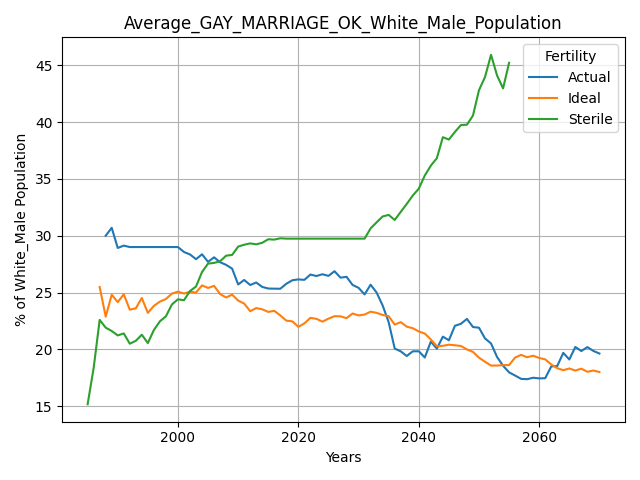 Average_GAY_MARRIAGE_OK_White_Male_Population
Fertility
Actual
Ideal
Sterile
% of White_Male Population
45
40
35
30
25
20
15
2000
2020
2040
2060
Years